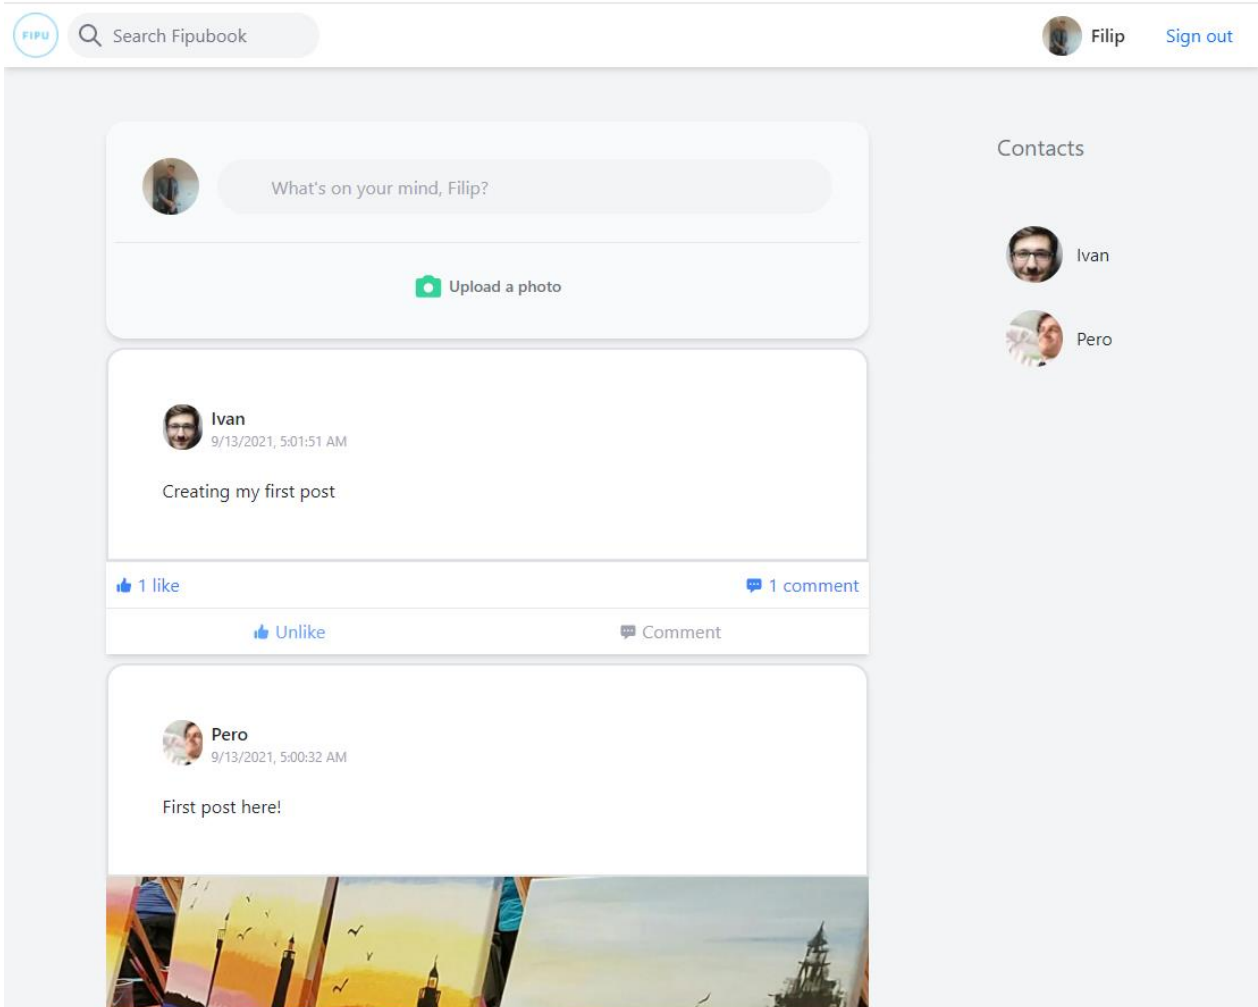 FIPU
Search Fipubook
Filip
Sign out
What's on your mind, Filip?
Upload a photo
Contacts
Ivan
Pero
Ivan
9/13/2021, 5:01:51 AM
Creating my first post
1 like
1 comment
Unlike
Comment
Pero
9/13/2021, 5:00:32 AM
First post here!